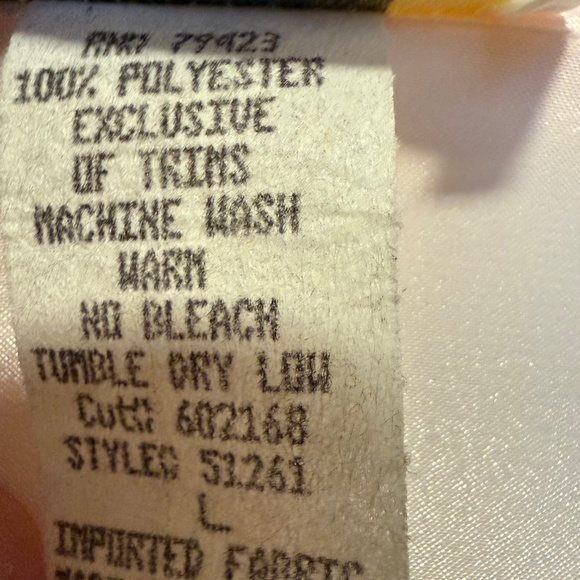 RN# 79423
100% POLYESTER
EXCLUSIVE
OF TRIMS
MACHINE WASH
WARM
NO BLEACH
TUMBLE DRY LOW
Cut# 602168
STYLE# 51261
L
IMPORTED FABRIC